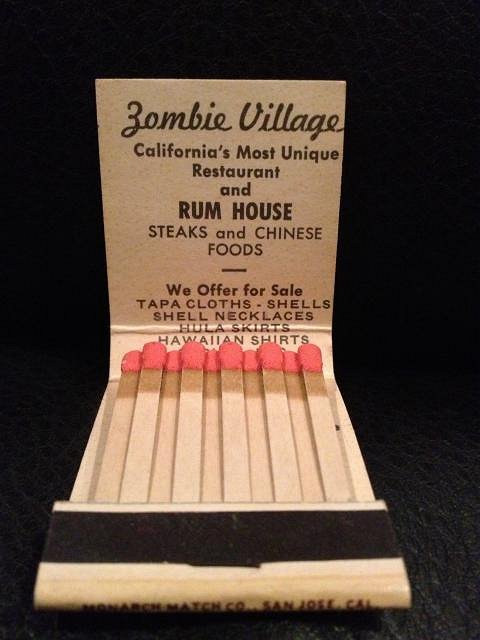 Zombie Village
California's Most Unique
Restaurant
and
RUM HOUSE
STEAKS and CHINESE
FOODS
We Offer for Sale
TAPA CLOTHS - SHELLS
SHELL NECKLACES
HULA SKIRTS
HAWAIIAN SHIRTS
MONARCH MATCH CO., SAN JOSE, CAL.